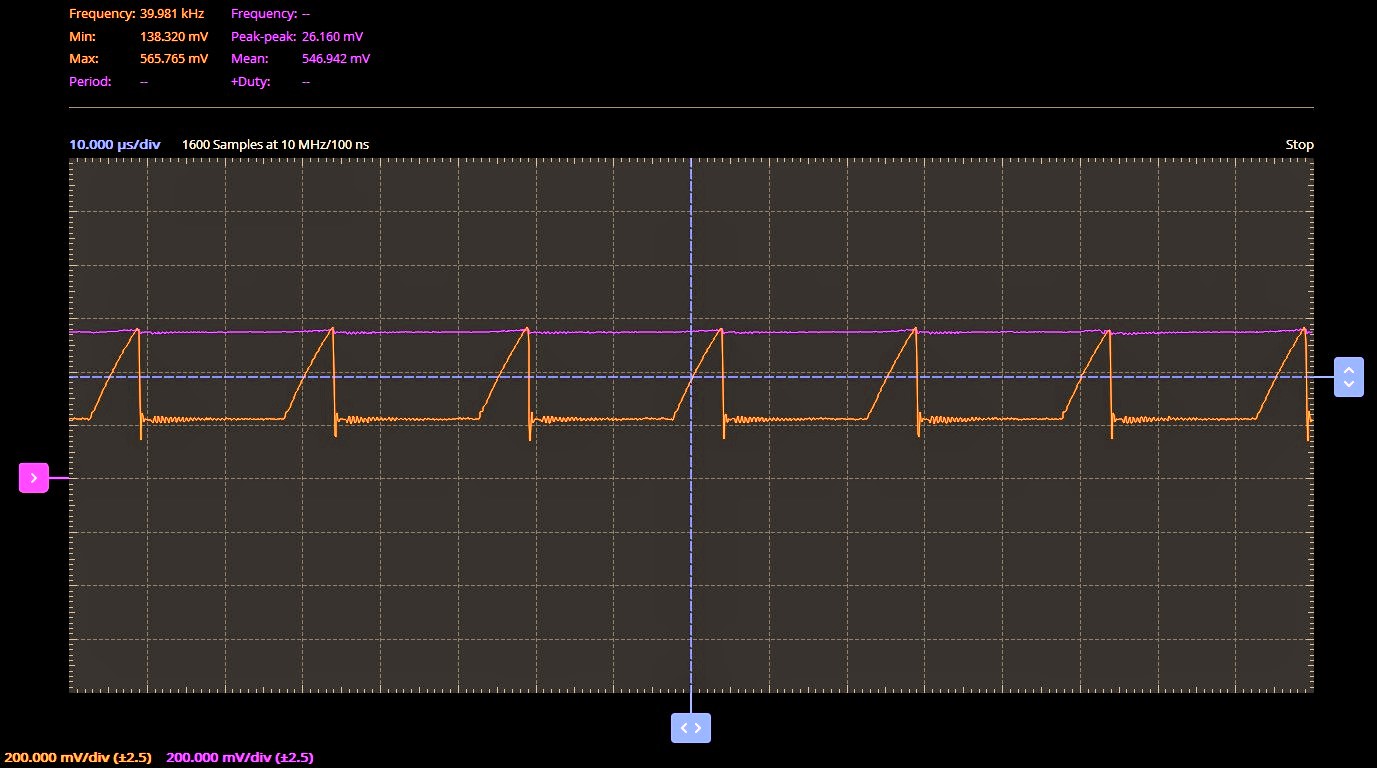 Frequency: 39.981 kHz Frequency: --
Min: 138.320 mV Peak-peak: 26.160 mV
Max: 565.765 mV Mean: 546.942 mV
Period: -- +Duty: --
10.000 µs/div 1600 Samples at 10 MHz/100 ns Stop
200.000 mV/div (±2.5) 200.000 mV/div (±2.5)